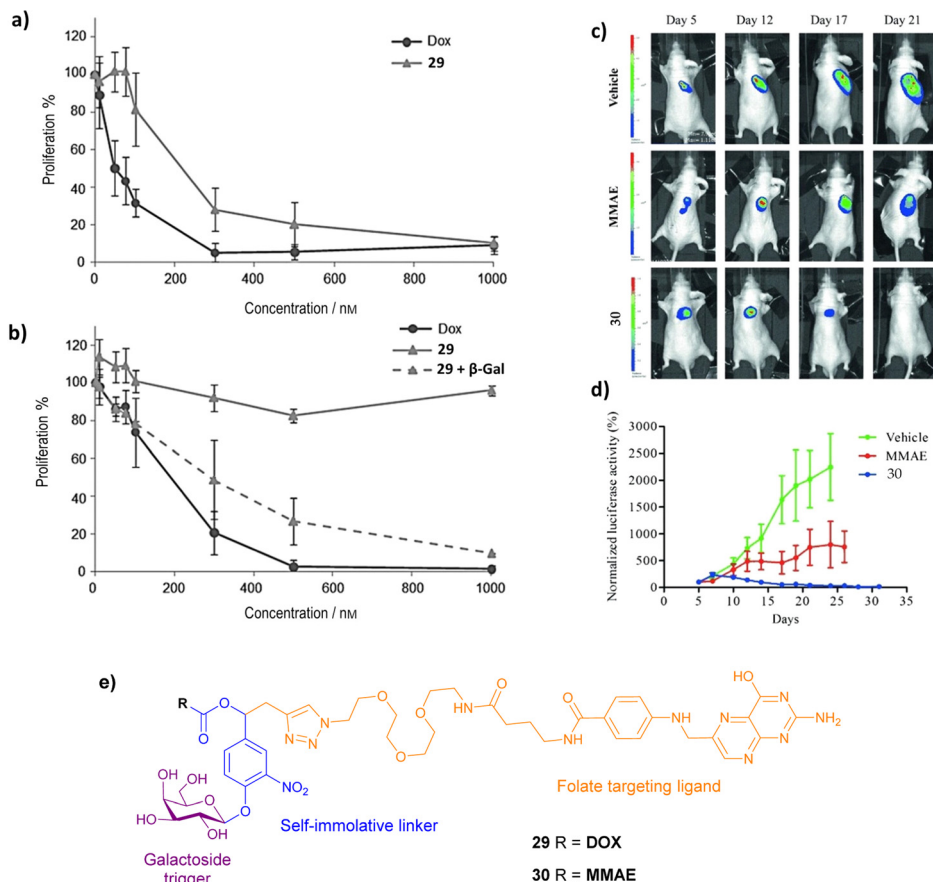 a)
120
100
80
60
40
20
0
Proliferation %
Dox
29
0
200
400
600
800
1000
Concentration / nM
b)
120
100
80
60
40
20
0
Proliferation %
Dox
29
29 + β-Gal
0
200
400
600
800
1000
Concentration / nM
c)
Day 5
Day 12
Day 17
Day 21
Vehicle
MMAE
30
d)
3000
2500
2000
1500
1000
500
0
Normalized luciferase activity (%)
Vehicle
MMAE
30
0
5
10
15
20
25
30
35
Days
e)
R
O
O
N
N=N
O
O
O
HN
O
O
N
H
H
N
HO
N
N
N
N
NH2
NO2
O
O
HO
OH
HO
OH
Folate targeting ligand
Self-immolative linker
Galactoside
trigger
29 R = DOX
30 R = MMAE